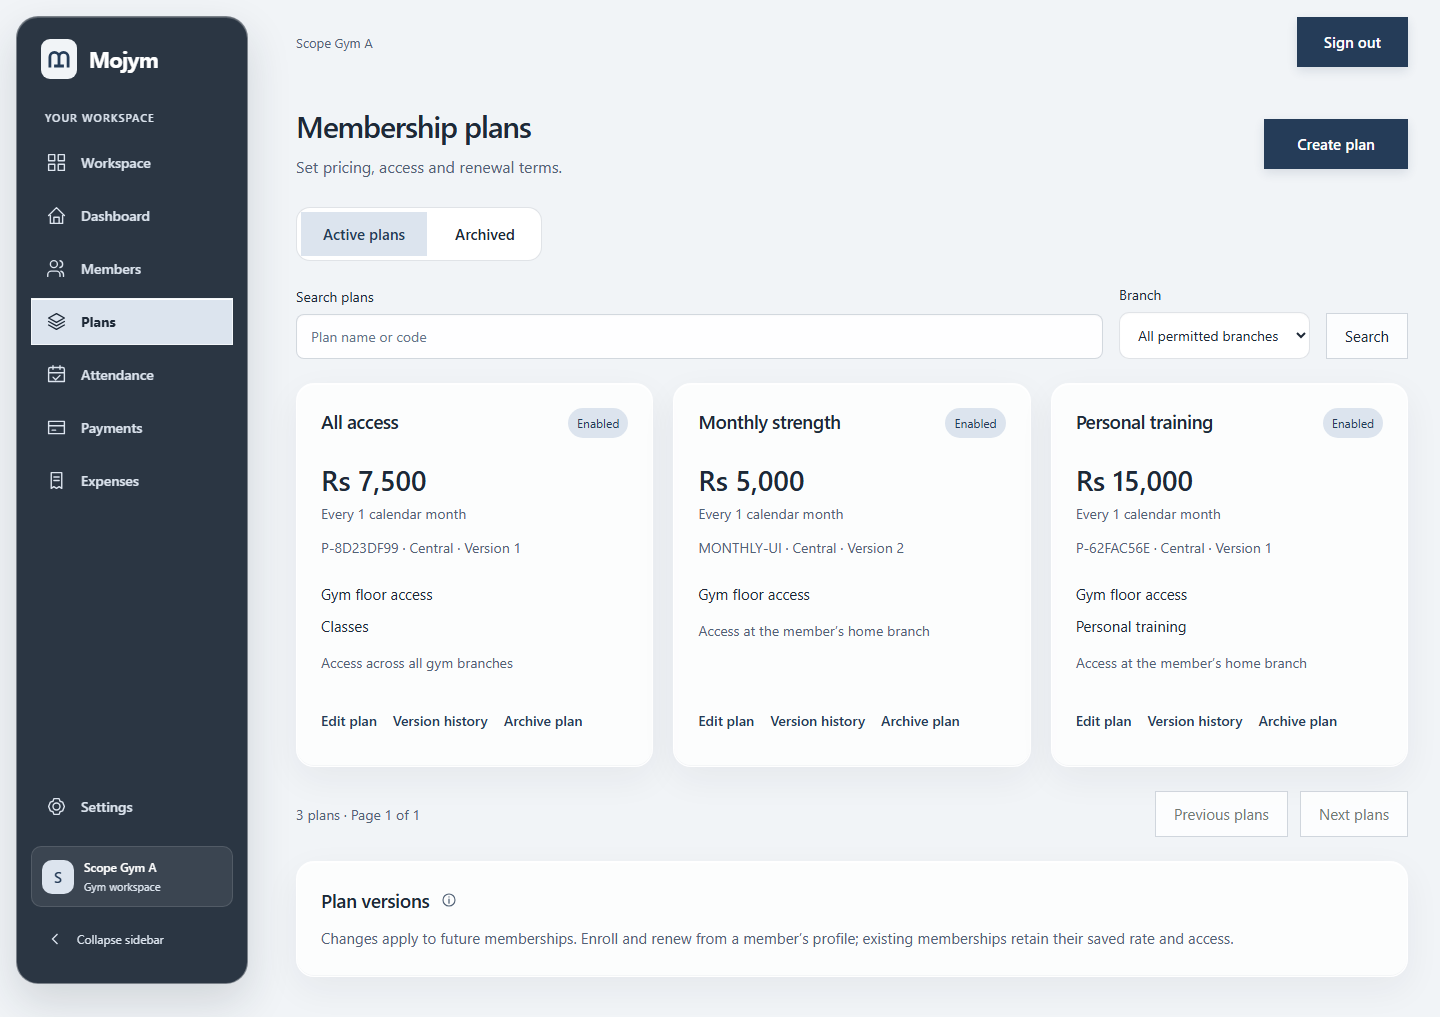 Mojym
YOUR WORKSPACE
Workspace
Dashboard
Members
Plans
Attendance
Payments
Expenses
Settings
S
Scope Gym A
Gym workspace
Collapse sidebar
Scope Gym A
Sign out
Membership plans
Set pricing, access and renewal terms.
Create plan
Active plans
Archived
Search plans
Plan name or code
Branch
All permitted branches
Search
All access
Enabled
Rs 7,500
Every 1 calendar month
P-8D23DF99 · Central · Version 1
Gym floor access
Classes
Access across all gym branches
Edit plan Version history Archive plan
Monthly strength
Enabled
Rs 5,000
Every 1 calendar month
MONTHLY-UI · Central · Version 2
Gym floor access
Access at the member's home branch
Edit plan Version history Archive plan
Personal training
Enabled
Rs 15,000
Every 1 calendar month
P-62FAC56E · Central · Version 1
Gym floor access
Personal training
Access at the member's home branch
Edit plan Version history Archive plan
3 plans · Page 1 of 1
Previous plans
Next plans
Plan versions
Changes apply to future memberships. Enroll and renew from a member's profile; existing memberships retain their saved rate and access.